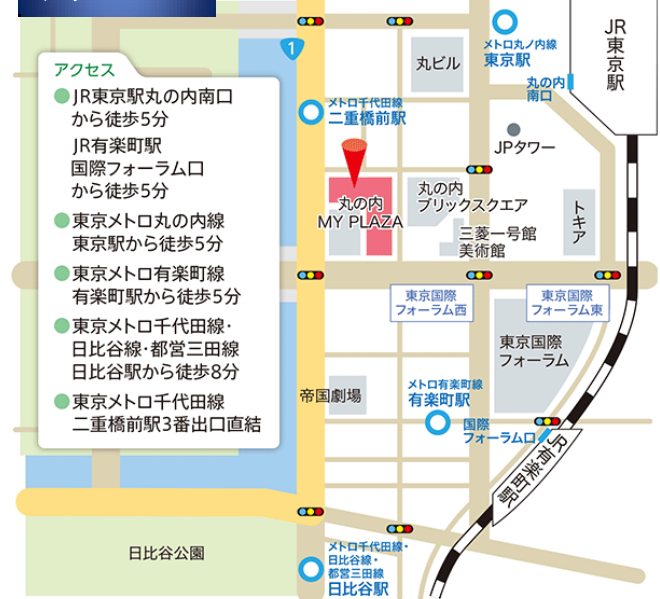 アクセス
●JR東京駅丸の内南口
から徒歩5分
JR有楽町駅
国際フォーラム口
から徒歩5分
●東京メトロ丸の内線
東京駅から徒歩5分
●東京メトロ有楽町線
有楽町駅から徒歩5分
●東京メトロ千代田線・
日比谷線・都営三田線
日比谷駅から徒歩8分
●東京メトロ千代田線
二重橋前駅3番出口直結
1
丸ビル
メトロ丸ノ内線
東京駅
JR東京駅
丸の内
南口
メトロ千代田線
二重橋前駅
JPタワー
丸の内
MY PLAZA
丸の内
ブリックスクエア
三菱一号館
美術館
トキア
東京国際
フォーラム西
東京国際
フォーラム東
東京国際
フォーラム
帝国劇場
メトロ有楽町線
有楽町駅
国際
フォーラム口
JR有楽町駅
日比谷公園
メトロ千代田線・
日比谷線・
都営三田線
日比谷駅